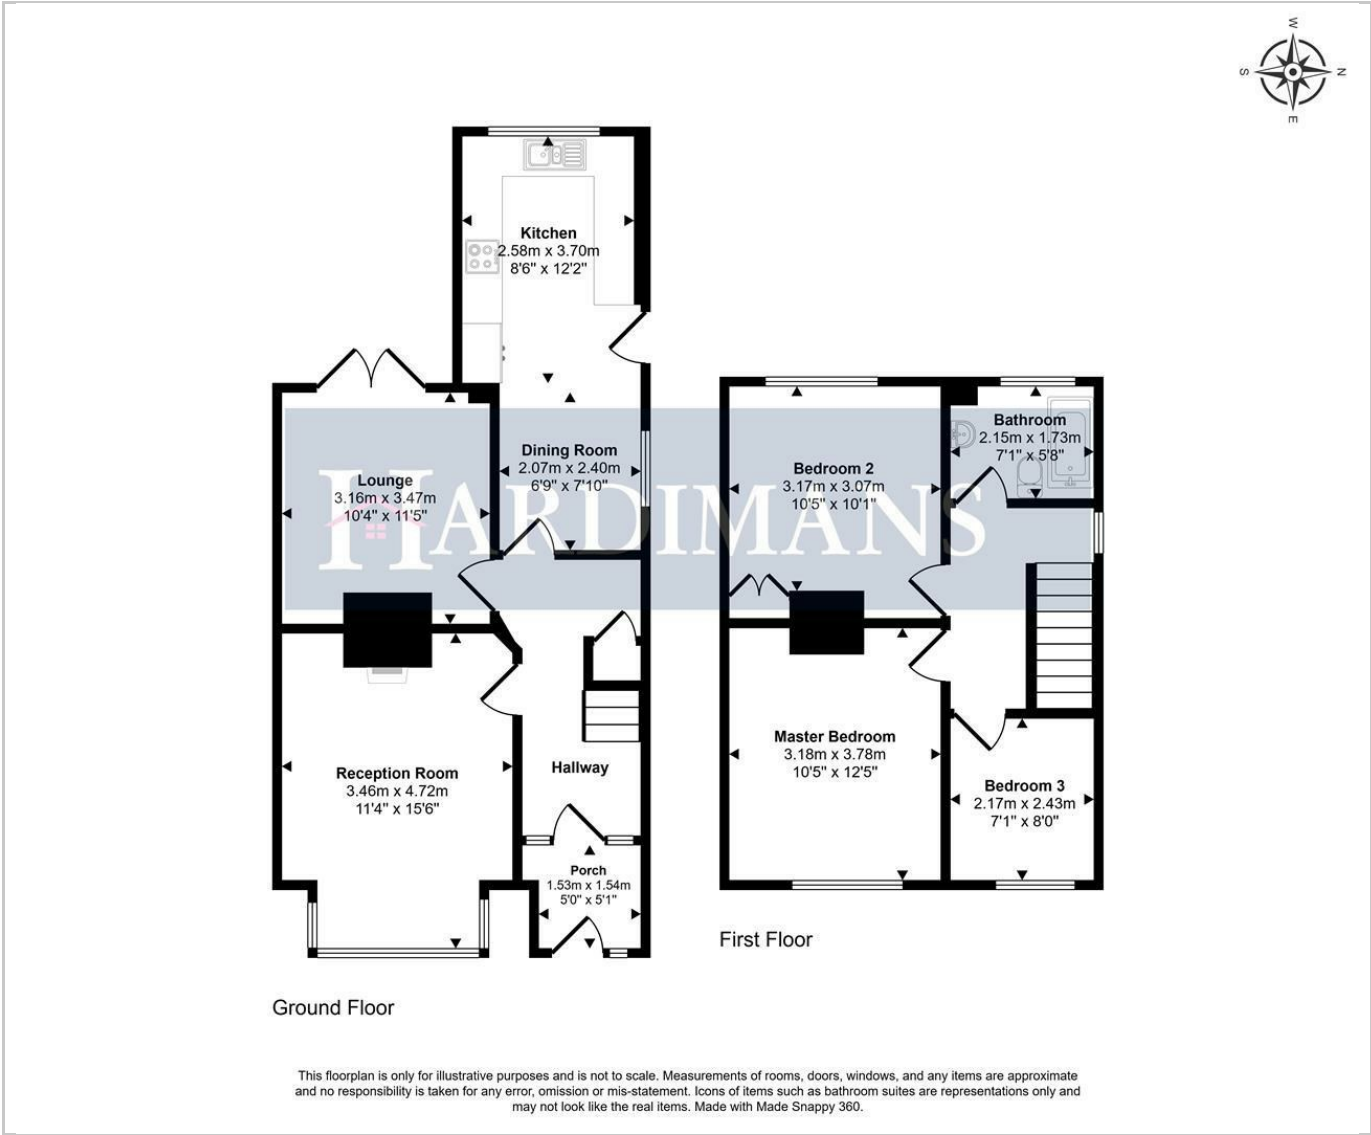 W
S
N
E
Kitchen
2.58m x 3.70m
8'6" x 12'2"
Dining Room
2.07m x 2.40m
6'9" x 7'10"
Lounge
3.16m x 3.47m
10'4" x 11'5"
HARDIMANS
Reception Room
3.46m x 4.72m
11'4" x 15'6"
Hallway
Porch
1.53m x 1.54m
5'0" x 5'1"
Ground Floor
Bathroom
2.15m x 1.73m
7'1" x 5'8"
Bedroom 2
3.17m x 3.07m
10'5" x 10'1"
Master Bedroom
3.18m x 3.78m
10'5" x 12'5"
Bedroom 3
2.17m x 2.43m
7'1" x 8'0"
First Floor
This floorplan is only for illustrative purposes and is not to scale. Measurements of rooms, doors, windows, and any items are approximate
and no responsibility is taken for any error, omission or mis-statement. Icons of items such as bathroom suites are representations only and
may not look like the real items. Made with Made Snappy 360.